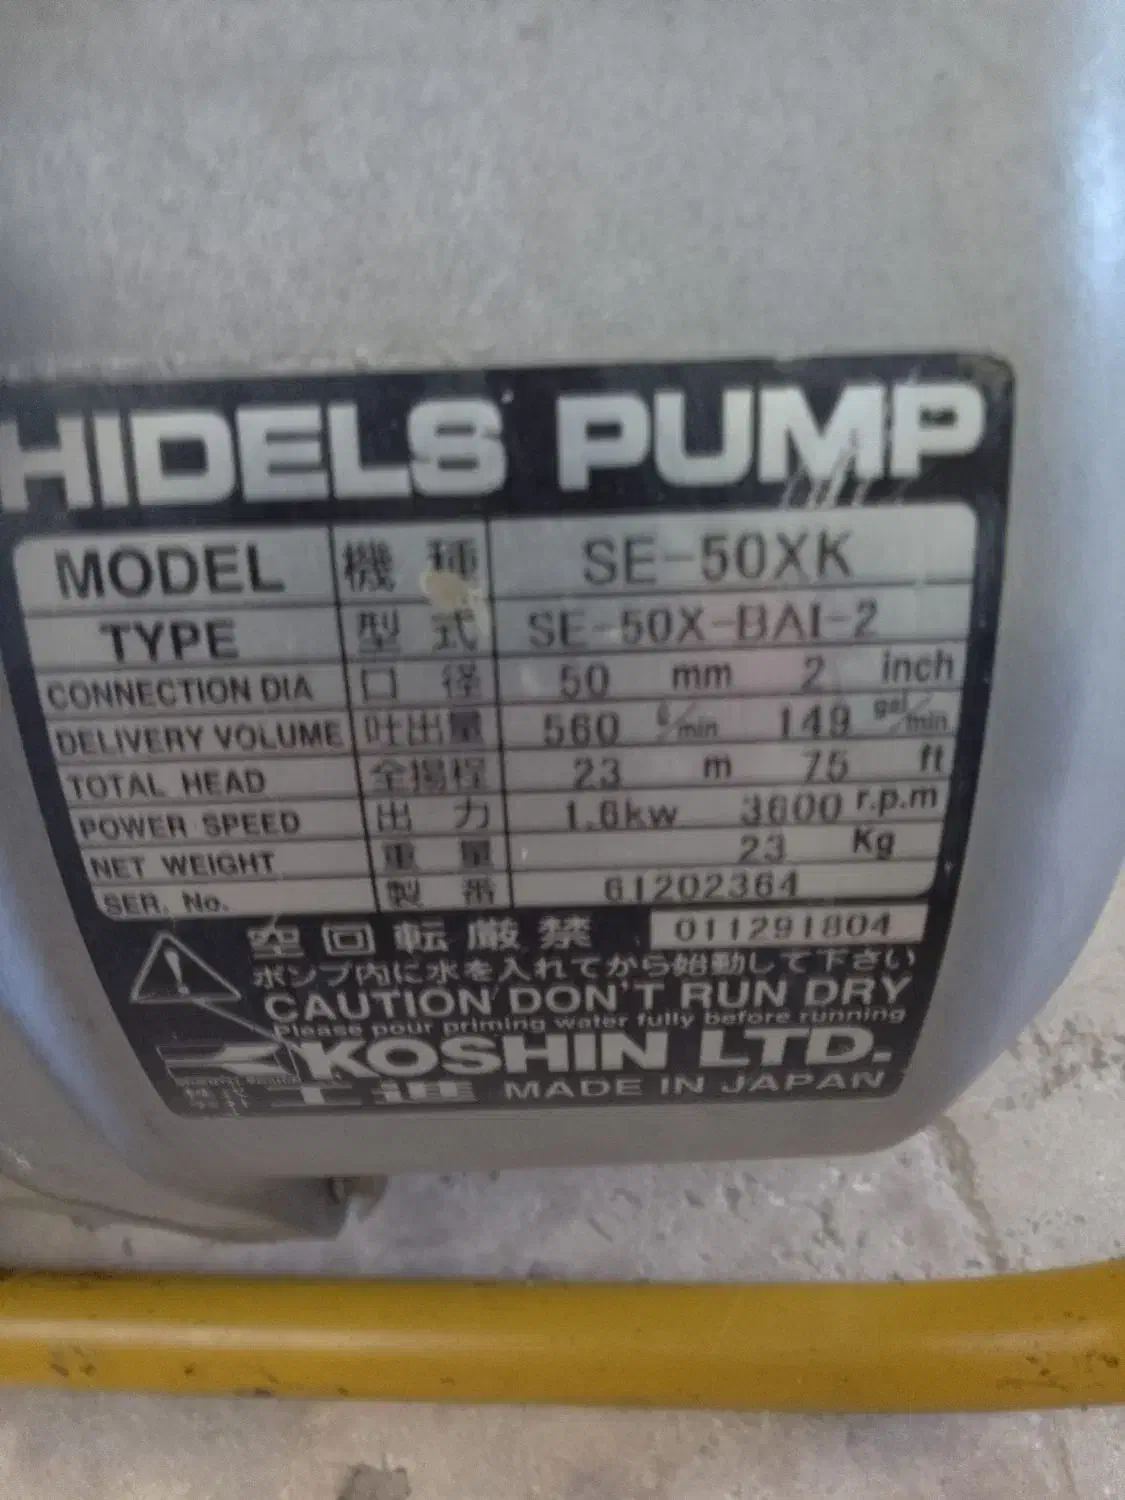 HIDELS PUMP
MODEL 機種 SE-50XK
TYPE 型式 SE-50X-BAI-2
CONNECTION DIA 口径 50 mm 2 inch
DELIVERY VOLUME 吐出量 560 ℓ/min 149 gal/min.
TOTAL HEAD 全揚程 23 m 75 ft
POWER SPEED 出力 1.6kw 3600 r.p.m
NET WEIGHT 重量 23 Kg
SER. No. 製番 61202364
空回転厳禁 011291804
ポンプ内に水を入れてから始動して下さい
CAUTION DON'T RUN DRY
Please pour priming water fully before running
KOSHIN LTD.
工進 MADE IN JAPAN